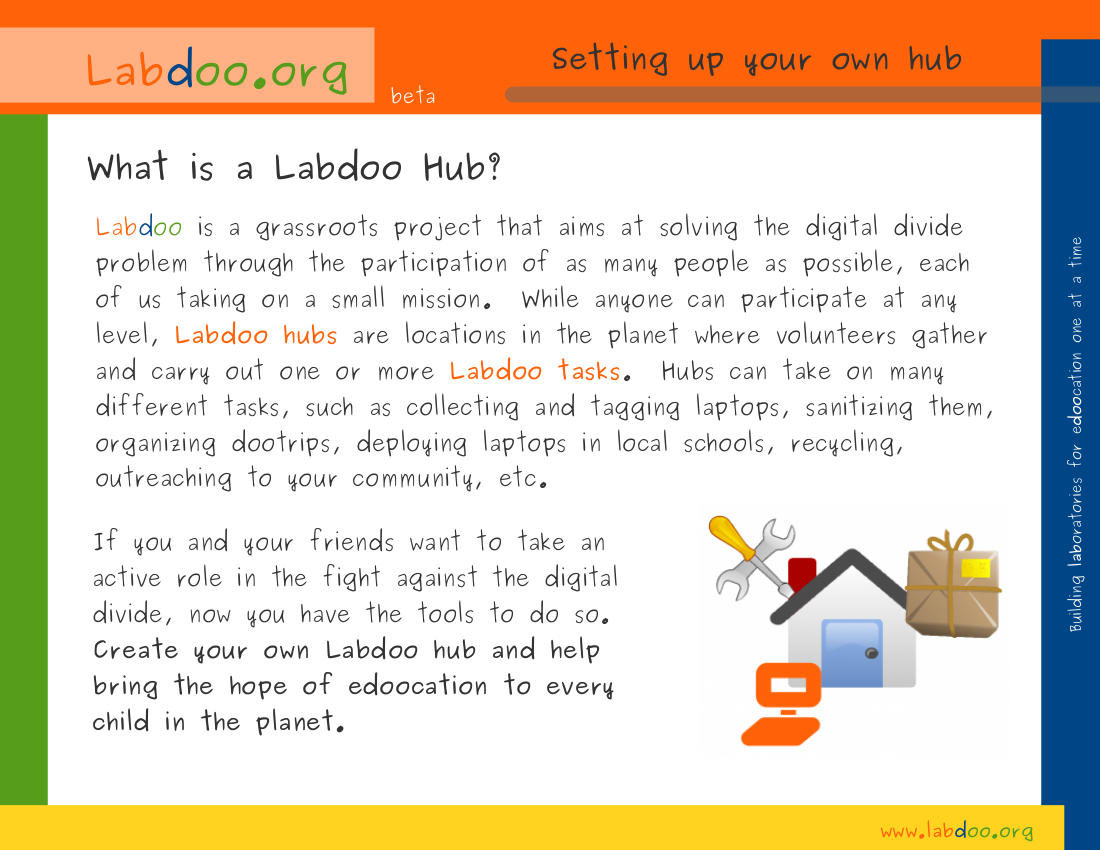 Labdoo.org
beta
Setting up your own hub
What is a Labdoo Hub?
Labdoo is a grassroots project that aims at solving the digital divide
problem through the participation of as many people as possible, each
of us taking on a small mission. While anyone can participate at any
level, Labdoo hubs are locations in the planet where volunteers gather
and carry out one or more Labdoo tasks. Hubs can take on many
different tasks, such as collecting and tagging laptops, sanitizing them,
organizing dootrips, deploying laptops in local schools, recycling,
outreaching to your community, etc.
If you and your friends want to take an
active role in the fight against the digital
divide, now you have the tools to do so.
Create your own Labdoo hub and help
bring the hope of edoocation to every
child in the planet.
Building laboratories for edoocation one at a time
www.labdoo.org